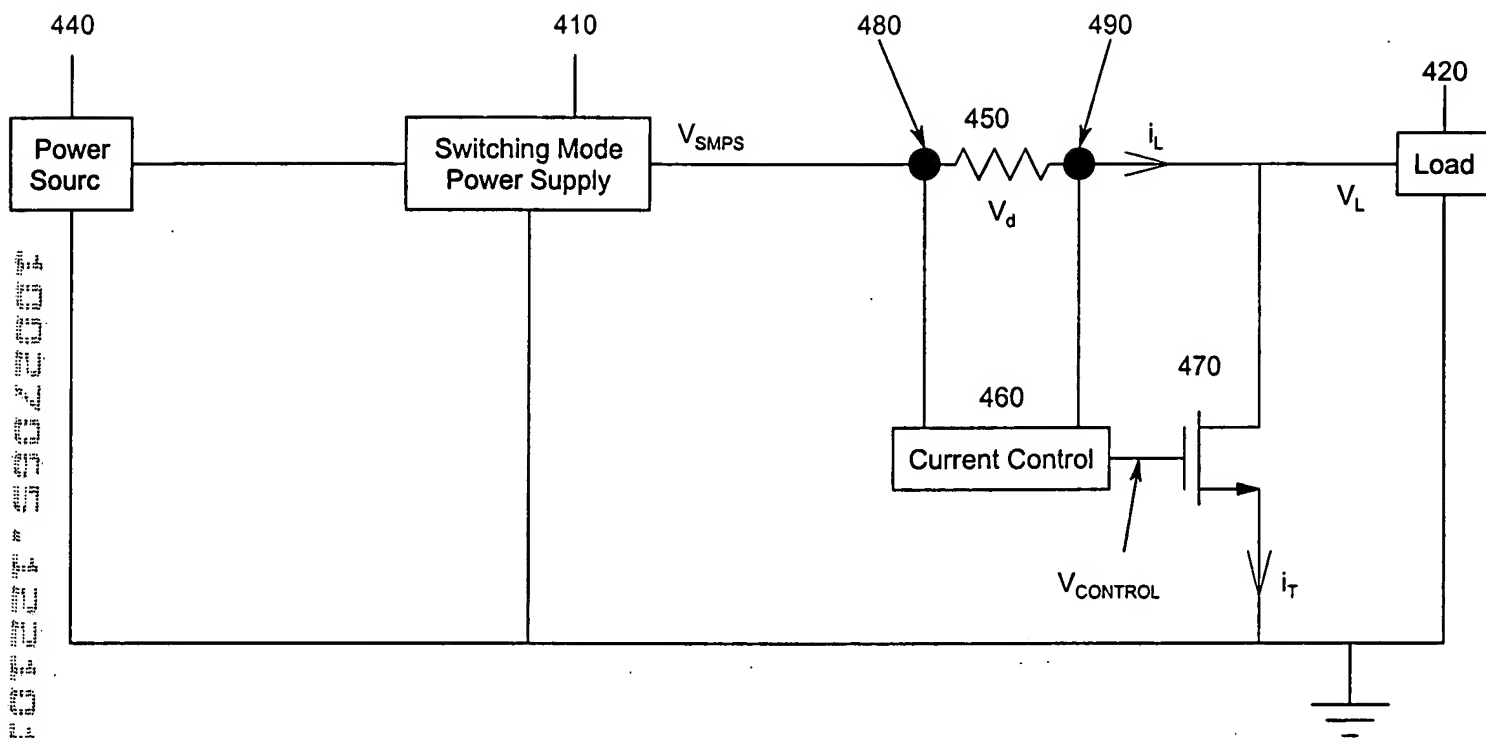 440
410
480
490
420
450
Power
Sourc
Switching Mode
Power Supply
V_SMPS
i_L
Load
V_d
V_L
470
460
Current Control
V_CONTROL
i_T